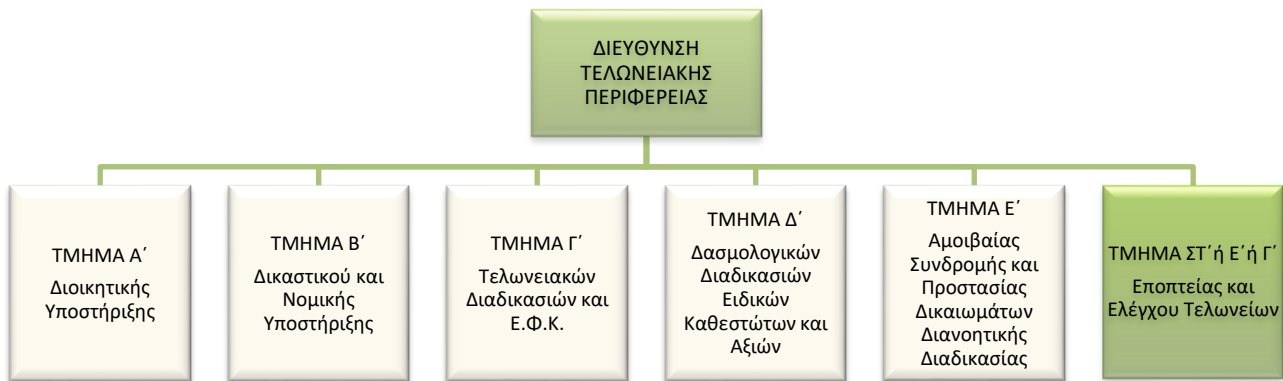 ΔΙΕΥΘΥΝΣΗ
ΤΕΛΩΝΕΙΑΚΗΣ
ΠΕΡΙΦΕΡΕΙΑΣ
ΤΜΗΜΑ Α΄
Διοικητικής
Υποστήριξης
ΤΜΗΜΑ Β΄
Δικαστικού και
Νομικής
Υποστήριξης
ΤΜΗΜΑ Γ΄
Τελωνειακών
Διαδικασιών και
Ε.Φ.Κ.
ΤΜΗΜΑ Δ΄
Δασμολογικών
Διαδικασιών
Ειδικών
Καθεστώτων και
Αξιών
ΤΜΗΜΑ Ε΄
Αμοιβαίας
Συνδρομής και
Προστασίας
Δικαιωμάτων
Διανοητικής
Διαδικασίας
ΤΜΗΜΑ ΣΤ΄ή Ε΄ή Γ΄
Εποπτείας και
Ελέγχου Τελωνείων